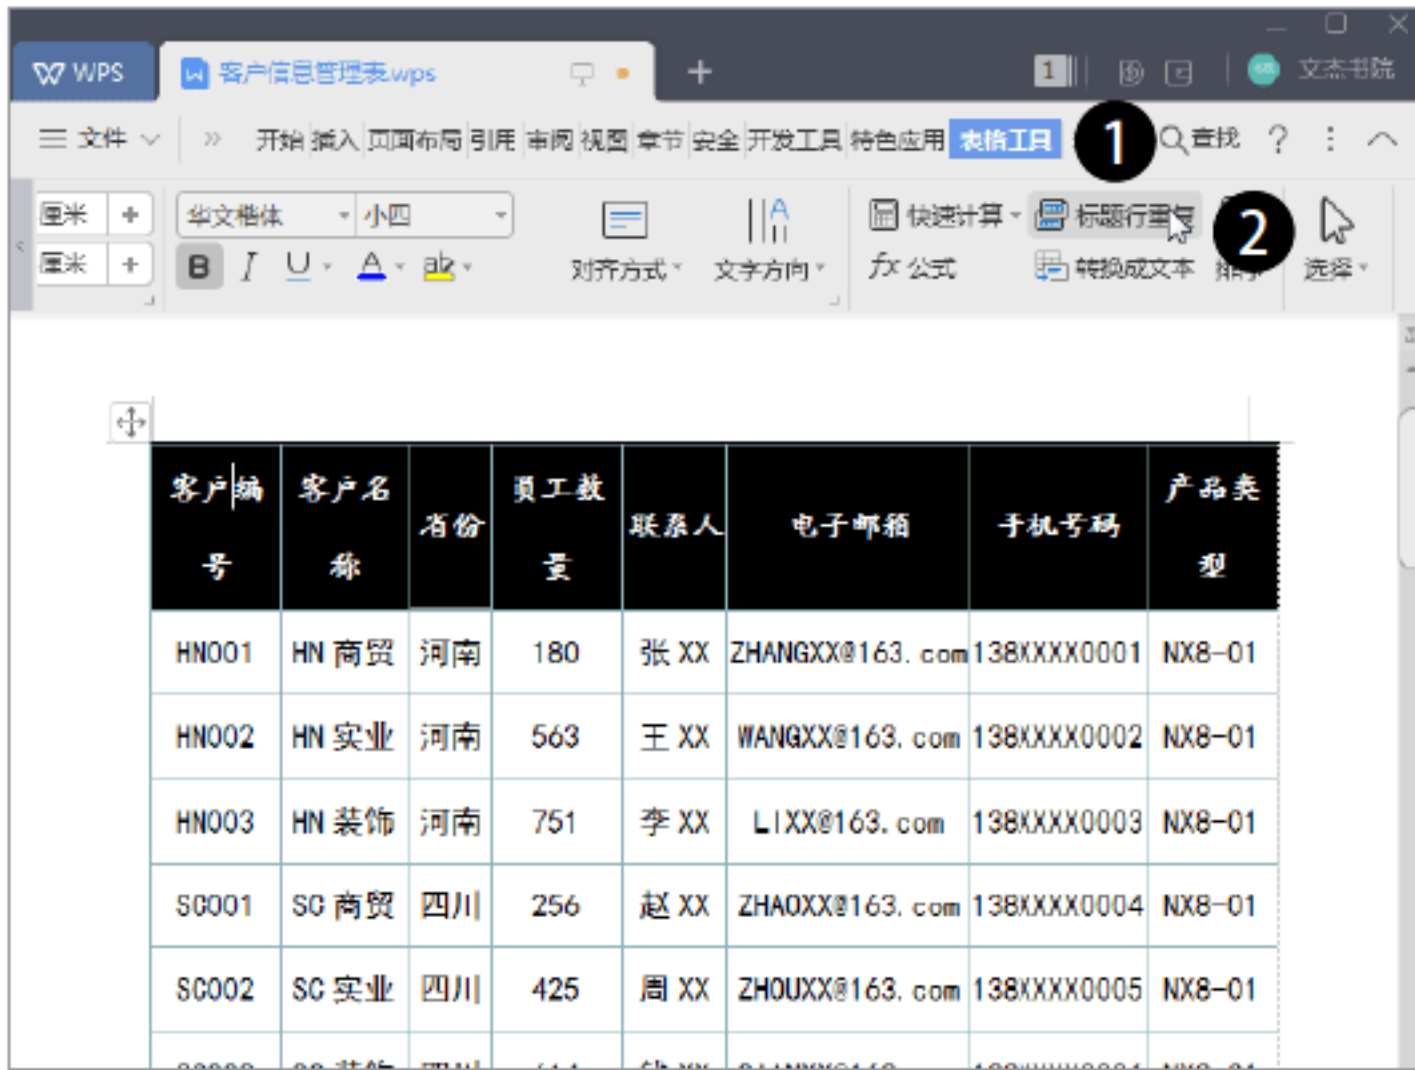 WPS 客户信息管理表.wps + 1 文杰书院
文件 » 开始 插入 页面布局 引用 审阅 视图 章节 安全 开发工具 特色应用 表格工具 1 查找 ?
厘米 + 华文楷体 小四 A 快速计算 标题行重复 2
厘米 + B I U A ab 对齐方式 文字方向 fx 公式 转换成文本 选择
客户编号 客户名称 省份 员工数量 联系人 电子邮箱 手机号码 产品类型
HN001 HN 商贸 河南 180 张 XX ZHANGXX@163.com 138XXXX0001 NX8-01
HN002 HN 实业 河南 563 王 XX WANGXX@163.com 138XXXX0002 NX8-01
HN003 HN 装饰 河南 751 李 XX LIXX@163.com 138XXXX0003 NX8-01
SC001 SC 商贸 四川 256 赵 XX ZHAOXX@163.com 138XXXX0004 NX8-01
SC002 SC 实业 四川 425 周 XX ZHOUXX@163.com 138XXXX0005 NX8-01